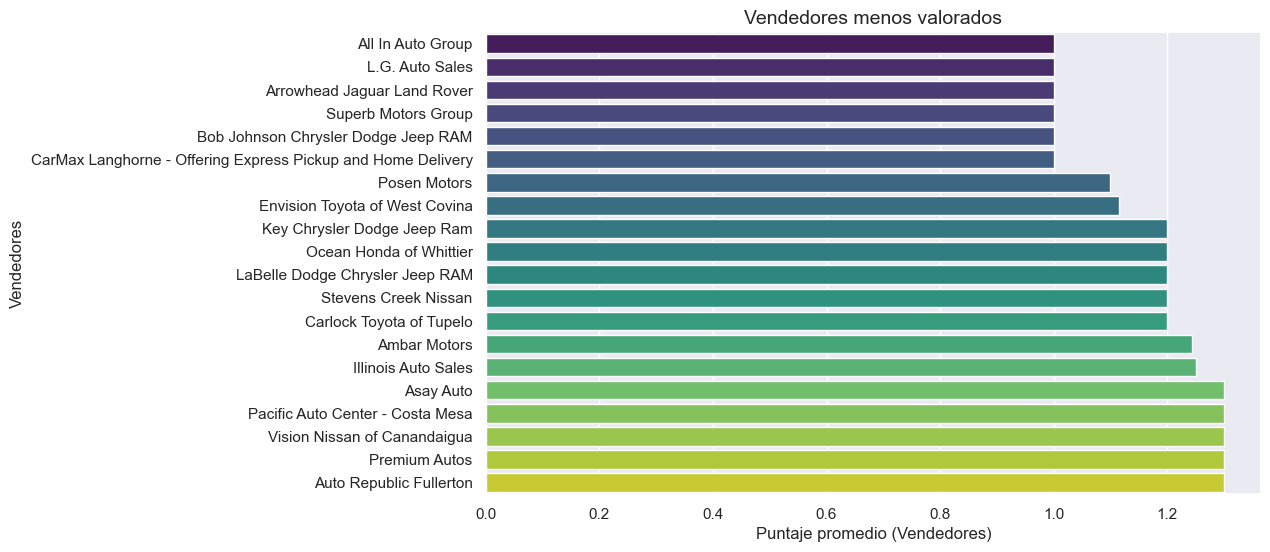 Vendedores menos valorados
All In Auto Group
L.G. Auto Sales
Arrowhead Jaguar Land Rover
Superb Motors Group
Bob Johnson Chrysler Dodge Jeep RAM
CarMax Langhorne - Offering Express Pickup and Home Delivery
Posen Motors
Envision Toyota of West Covina
Key Chrysler Dodge Jeep Ram
Ocean Honda of Whittier
LaBelle Dodge Chrysler Jeep RAM
Stevens Creek Nissan
Carlock Toyota of Tupelo
Ambar Motors
Illinois Auto Sales
Asay Auto
Pacific Auto Center - Costa Mesa
Vision Nissan of Canandaigua
Premium Autos
Auto Republic Fullerton
Vendedores
0.0 0.2 0.4 0.6 0.8 1.0 1.2
Puntaje promedio (Vendedores)